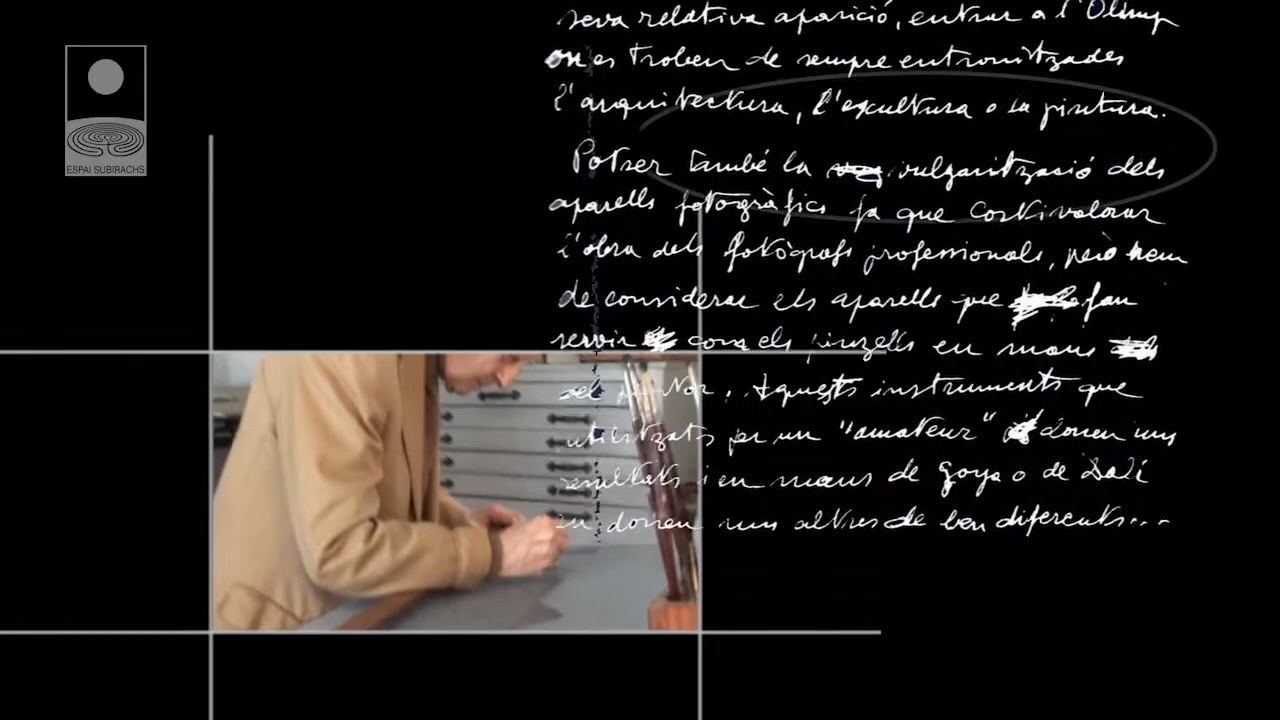 ESPAI SUBIRACHS
seva relativa aparició, entrar a l'Olimp
on es troben de sempre entronitzades
l'arquitectura, l'escultura o la pintura.
Potser també la vulgarització dels
aparells fotogràfics fa que costi valorar
l'obra dels fotògrafs professionals, però hem
de considerar els aparells que fan
servir com els pinzells en mans
del pintor. Aquests instruments que
utilitzats per un "amateur" donen uns
resultats i en mans de Goya o de Dalí
en donen uns altres de ben diferents...